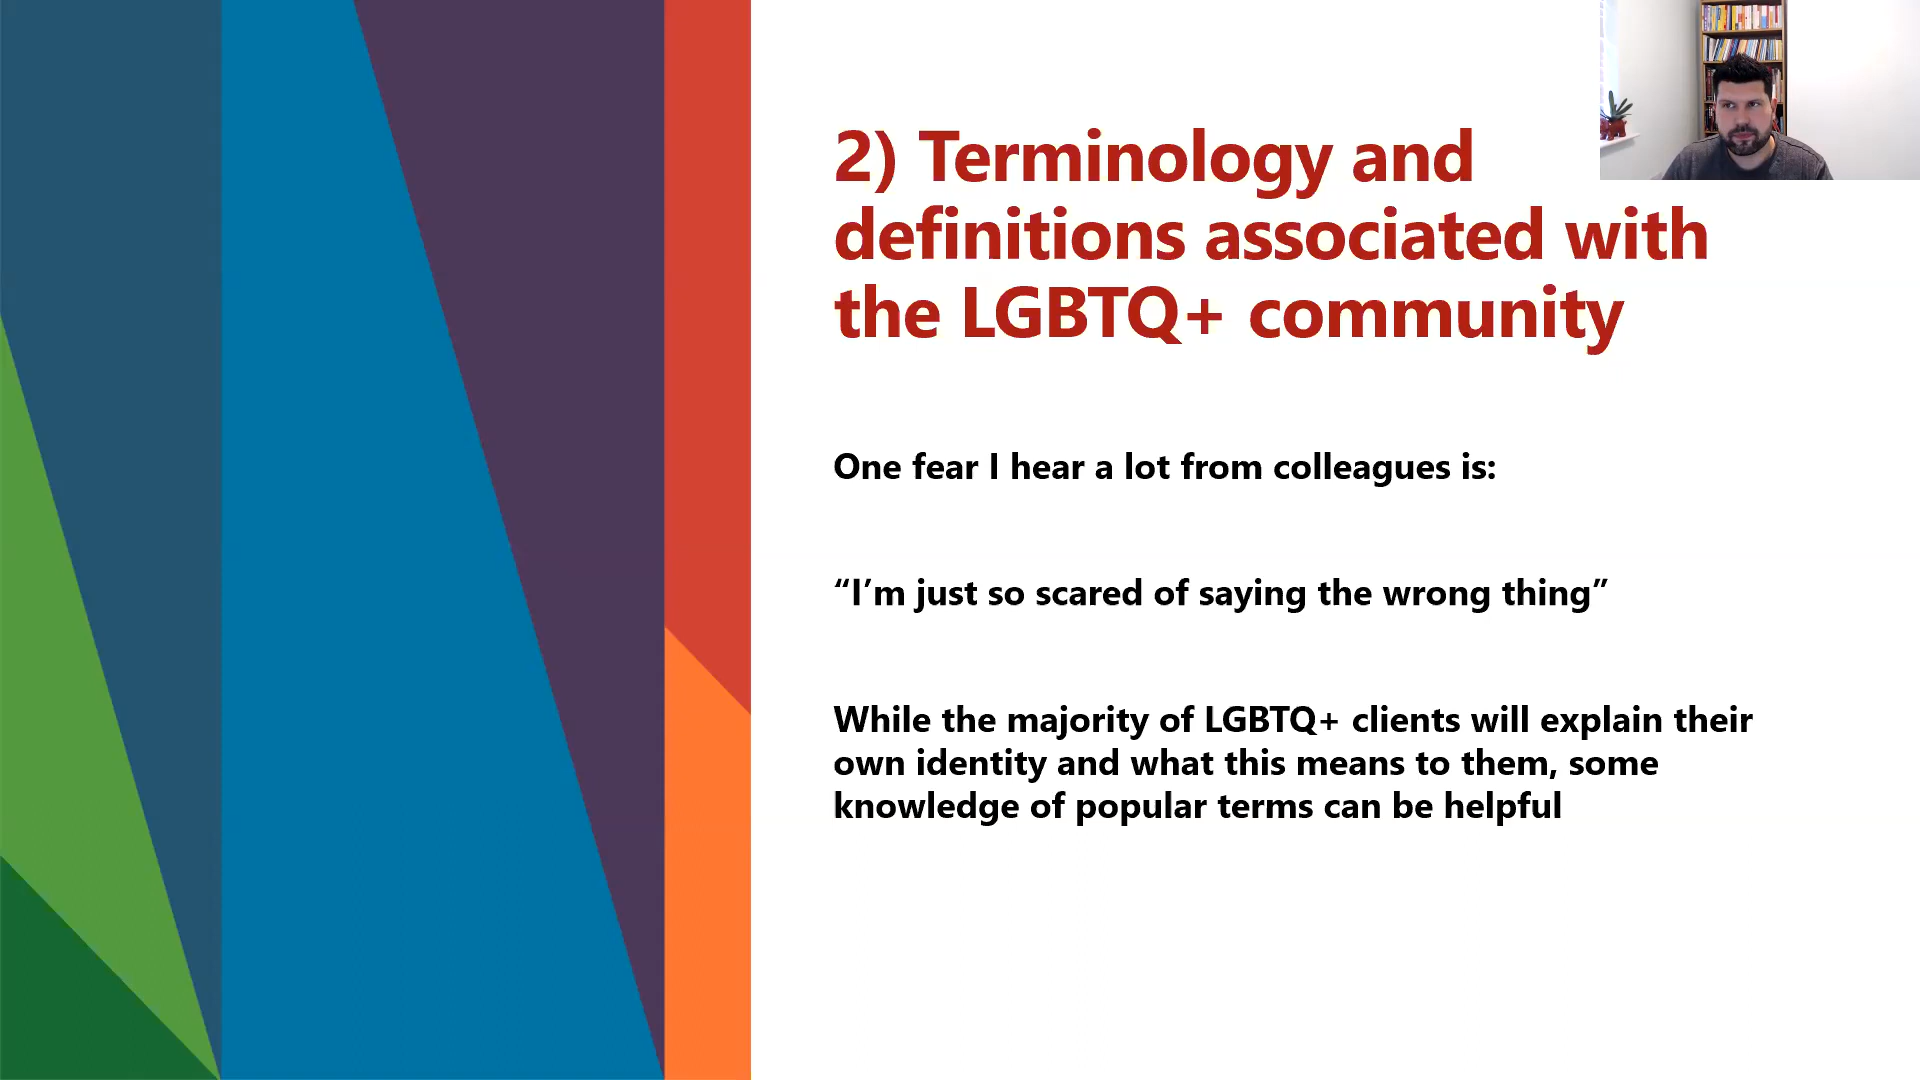 2) Terminology and
definitions associated with
the LGBTQ+ community
One fear I hear a lot from colleagues is:
“I’m just so scared of saying the wrong thing”
While the majority of LGBTQ+ clients will explain their
own identity and what this means to them, some
knowledge of popular terms can be helpful